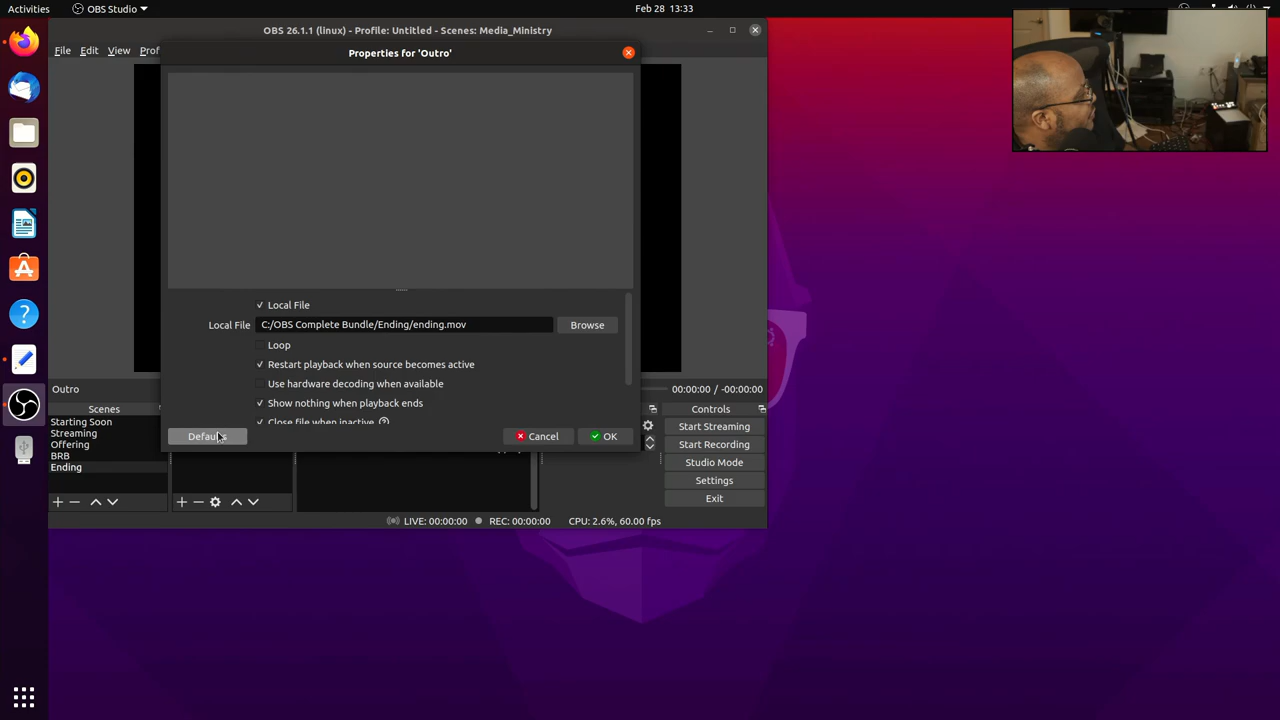 Activities
OBS Studio
Feb 28 13:33
OBS 26.1.1 (linux) - Profile: Untitled - Scenes: Media_Ministry
File Edit View
Properties for 'Outro'
Local File
Local File C:/OBS Complete Bundle/Ending/ending.mov Browse
Loop
Restart playback when source becomes active
Use hardware decoding when available
Show nothing when playback ends
Close file when inactive
Cancel OK
Outro
00:00:00 / -00:00:00
Scenes
Controls
Starting Soon
Streaming
Offering
BRB
Ending
Start Streaming
Start Recording
Studio Mode
Settings
Exit
LIVE: 00:00:00 REC: 00:00:00 CPU: 2.6%, 60.00 fps